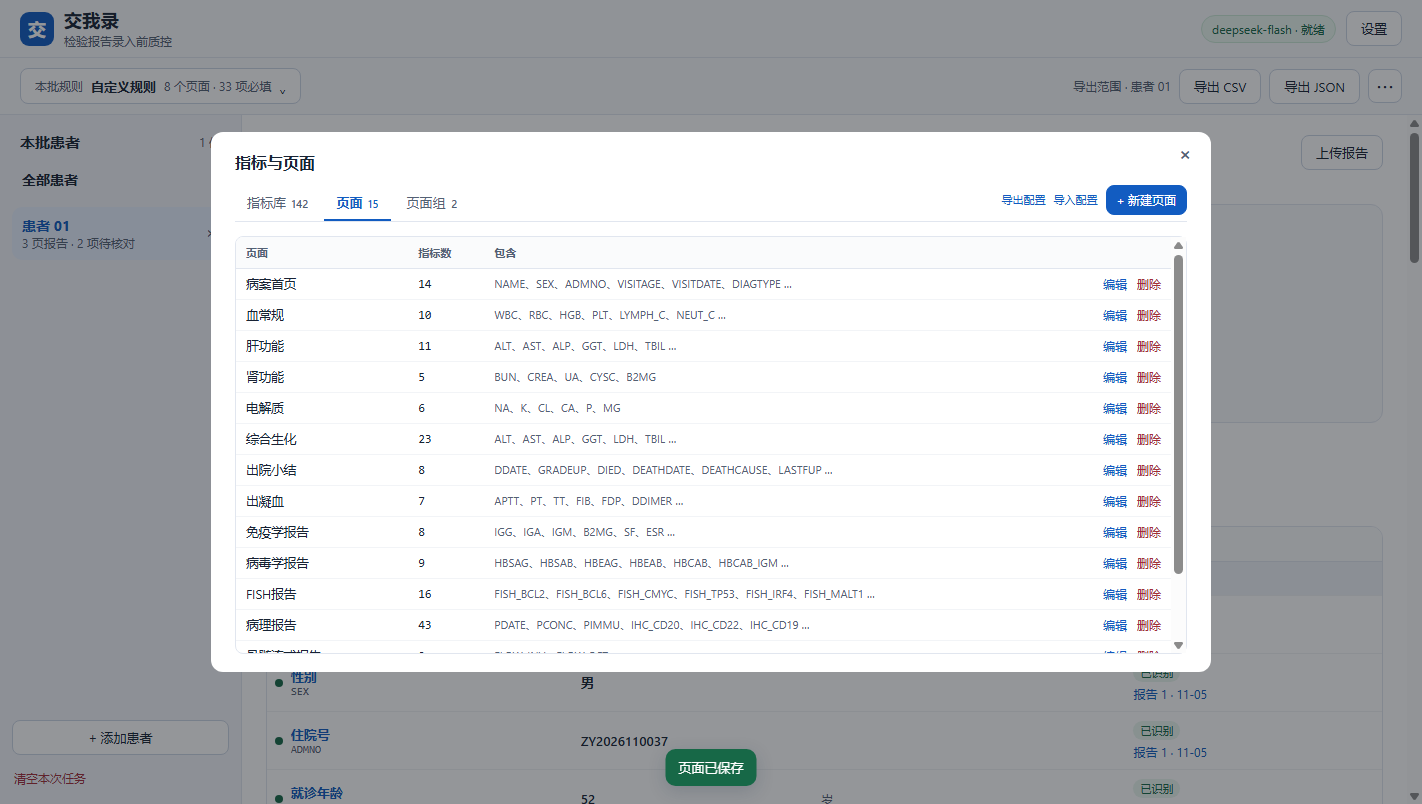 交 交我录
检验报告录入前质控
deepseek-flash · 就绪 设置
本批规则 自定义规则 8 个页面 · 33 项必填
导出范围 · 患者 01 导出 CSV 导出 JSON ···
本批患者 1
全部患者
患者 01 ×
3 页报告 · 2 项待核对
上传报告
指标与页面 ×
指标库 142 页面 15 页面组 2
导出配置 导入配置 + 新建页面
页面 指标数 包含
病案首页 14 NAME、SEX、ADMNO、VISITAGE、VISITDATE、DIAGTYPE ... 编辑 删除
血常规 10 WBC、RBC、HGB、PLT、LYMPH_C、NEUT_C ... 编辑 删除
肝功能 11 ALT、AST、ALP、GGT、LDH、TBIL ... 编辑 删除
肾功能 5 BUN、CREA、UA、CYSC、B2MG 编辑 删除
电解质 6 NA、K、CL、CA、P、MG 编辑 删除
综合生化 23 ALT、AST、ALP、GGT、LDH、TBIL ... 编辑 删除
出院小结 8 DDATE、GRADEUP、DIED、DEATHDATE、DEATHCAUSE、LASTFUP ... 编辑 删除
出凝血 7 APTT、PT、TT、FIB、FDP、DDIMER ... 编辑 删除
免疫学报告 8 IGG、IGA、IGM、B2MG、SF、ESR ... 编辑 删除
病毒学报告 9 HBSAG、HBSAB、HBEAG、HBEAB、HBCAB、HBCAB_IGM ... 编辑 删除
FISH报告 16 FISH_BCL2、FISH_BCL6、FISH_CMYC、FISH_TP53、FISH_IRF4、FISH_MALT1 ... 编辑 删除
病理报告 43 PDATE、PCONC、PIMMU、IHC_CD20、IHC_CD22、IHC_CD19 ... 编辑 删除
性别 男 已识别
SEX 报告 1 · 11-05
住院号 ZY2026110037 已识别
ADMNO 报告 1 · 11-05
就诊年龄 52 岁 已识别
+ 添加患者
清空本次任务
页面已保存